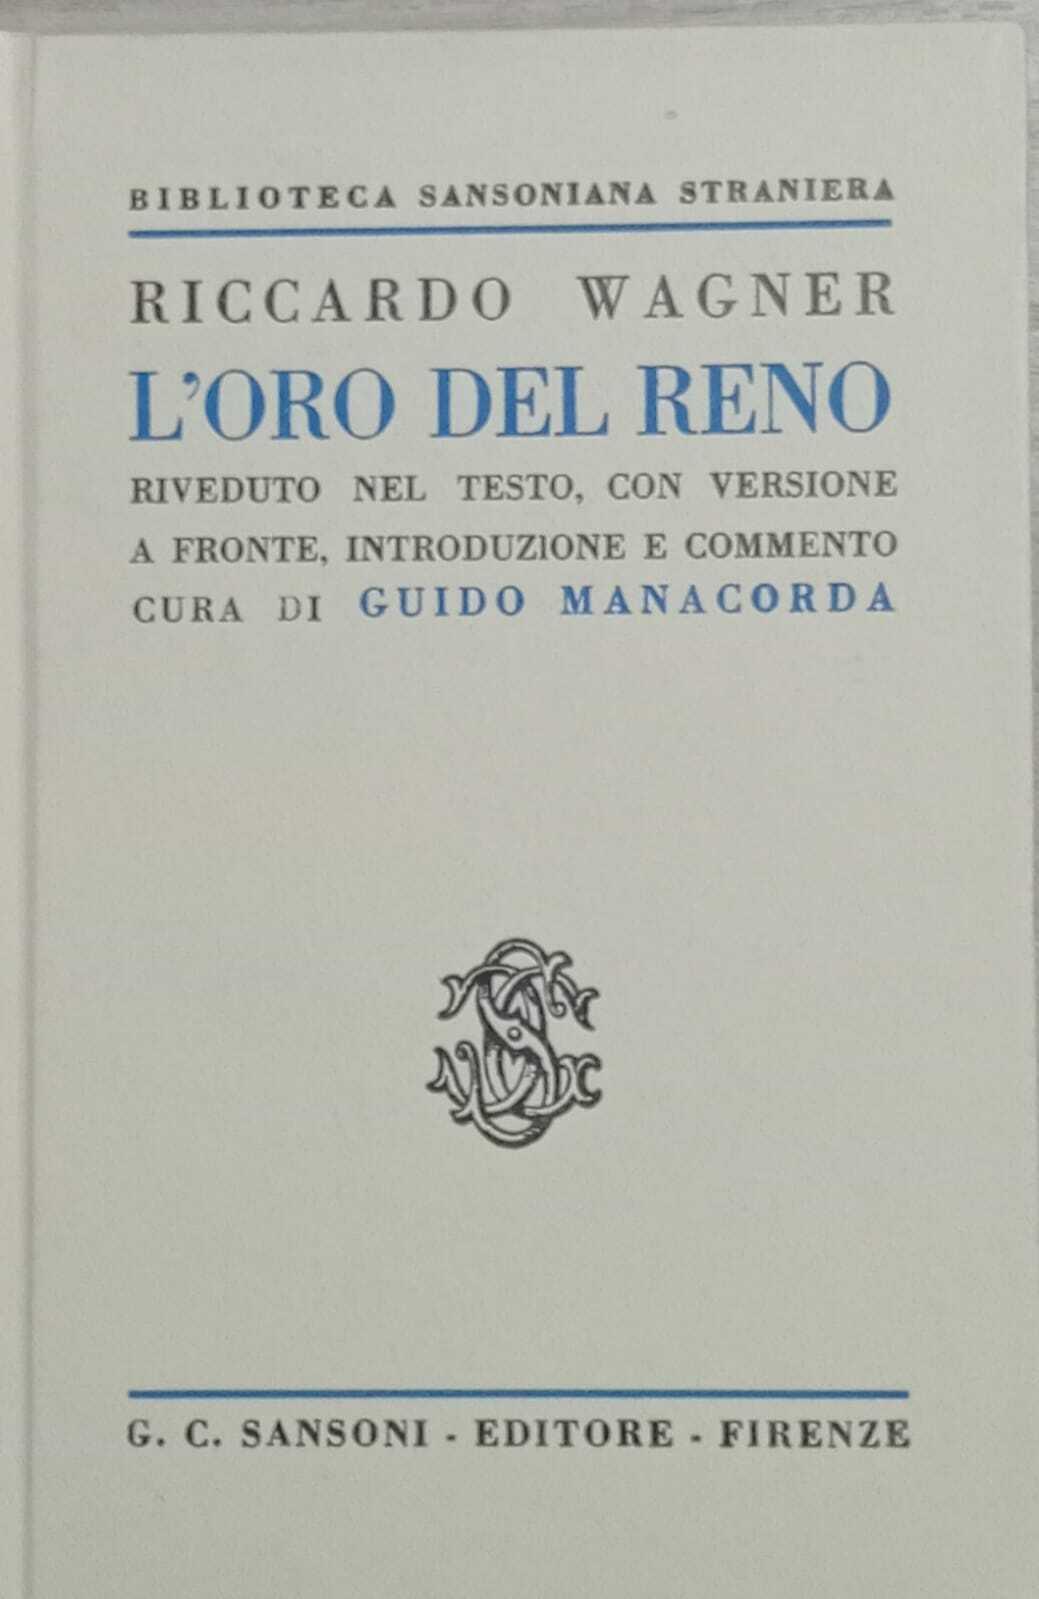 BIBLIOTECA SANSONIANA STRANIERA
RICCARDO WAGNER
L'ORO DEL RENO
RIVEDUTO NEL TESTO, CON VERSIONE
A FRONTE, INTRODUZIONE E COMMENTO
CURA DI GUIDO MANACORDA
G. C. SANSONI - EDITORE - FIRENZE